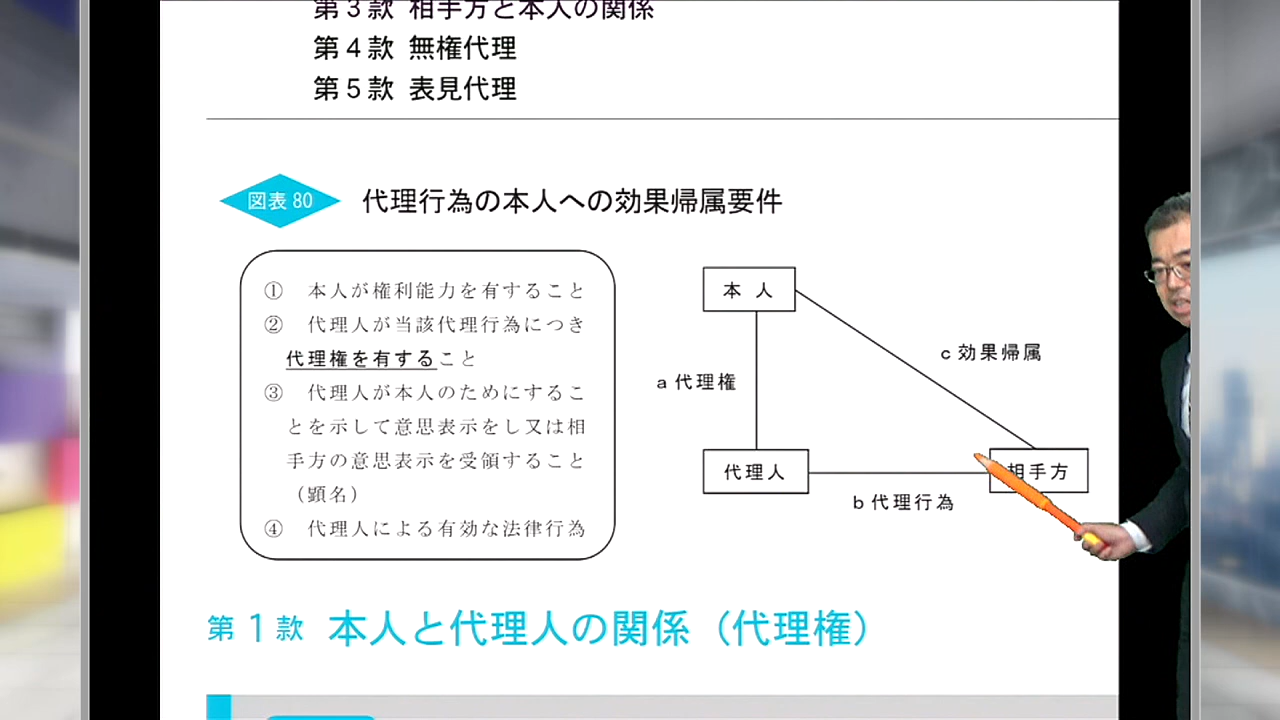 第3款 相手方と本人の関係
第4款 無権代理
第5款 表見代理
図表80 代理行為の本人への効果帰属要件
① 本人が権利能力を有すること
② 代理人が当該代理行為につき
代理権を有すること
③ 代理人が本人のためにするこ
とを示して意思表示をし又は相
手方の意思表示を受領すること
(顕名)
④ 代理人による有効な法律行為
本人
c 効果帰属
a 代理権
代理人
相手方
b 代理行為
第1款 本人と代理人の関係(代理権)